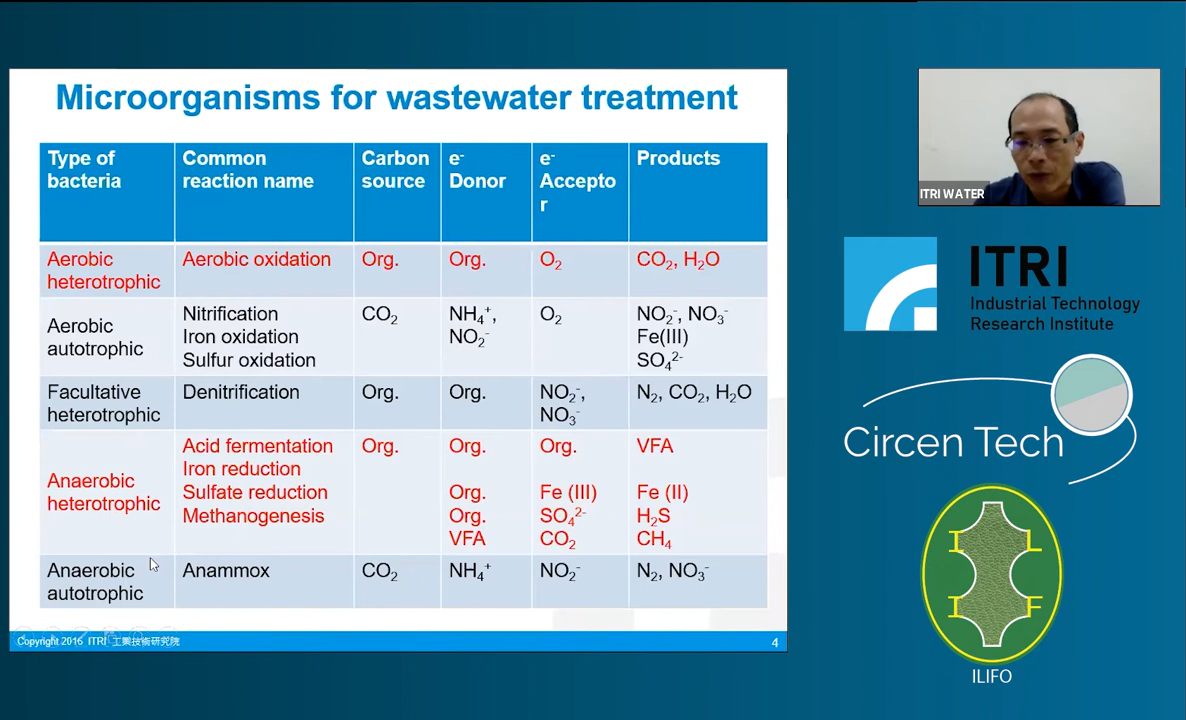 Microorganisms for wastewater treatment
Type of
bacteria
Common
reaction name
Carbon
source
e-
Donor
e-
Accepto
r
Products
Aerobic
heterotrophic
Aerobic oxidation
Org.
Org.
O₂
CO₂, H₂O
Aerobic
autotrophic
Nitrification
Iron oxidation
Sulfur oxidation
CO₂
NH₄⁺,
NO₂⁻
O₂
NO₂⁻, NO₃⁻
Fe(III)
SO₄²⁻
Facultative
heterotrophic
Denitrification
Org.
Org.
NO₂⁻,
NO₃⁻
N₂, CO₂, H₂O
Anaerobic
heterotrophic
Acid fermentation
Iron reduction
Sulfate reduction
Methanogenesis
Org.
Org.
Org.
Org.
VFA
Org.
Fe (III)
SO₄²⁻
CO₂
VFA
Fe (II)
H₂S
CH₄
Anaerobic
autotrophic
Anammox
CO₂
NH₄⁺
NO₂⁻
N₂, NO₃⁻
Copyright 2016 ITRI 工業技術研究院
4
ITRI WATER
ITRI
Industrial Technology
Research Institute
Circen Tech
I L
I F
ILIFO